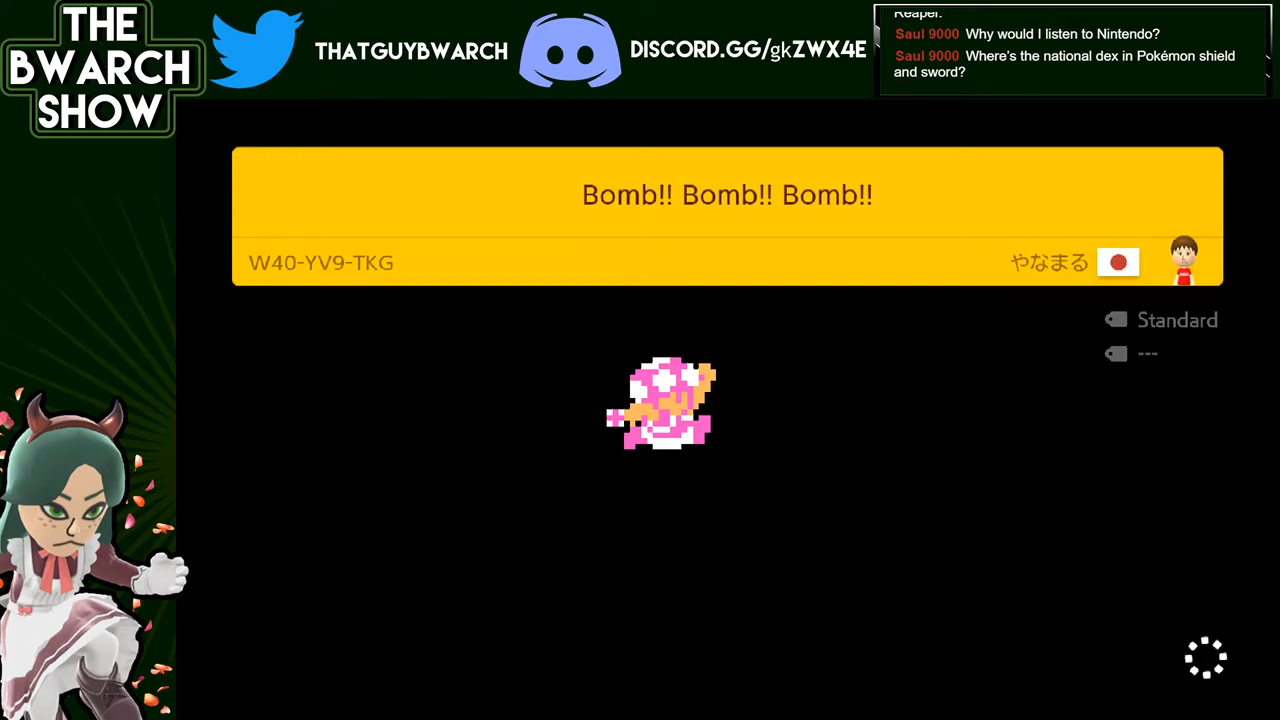 THE
BWARCH
SHOW
THATGUYBWARCH
DISCORD.GG/gkZWX4E
Reaper.
Saul 9000 Why would I listen to Nintendo?
Saul 9000 Where's the national dex in Pokémon shield
and sword?
Bomb!! Bomb!! Bomb!!
W40-YV9-TKG
やなまる
Standard
---